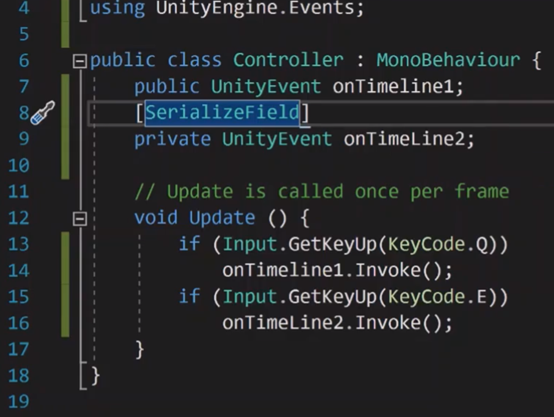 4 using UnityEngine.Events;
5
6 public class Controller : MonoBehaviour {
7 public UnityEvent onTimeline1;
8 [SerializeField]
9 private UnityEvent onTimeLine2;
10
11 // Update is called once per frame
12 void Update () {
13 if (Input.GetKeyUp(KeyCode.Q))
14 onTimeline1.Invoke();
15 if (Input.GetKeyUp(KeyCode.E))
16 onTimeLine2.Invoke();
17 }
18 }
19